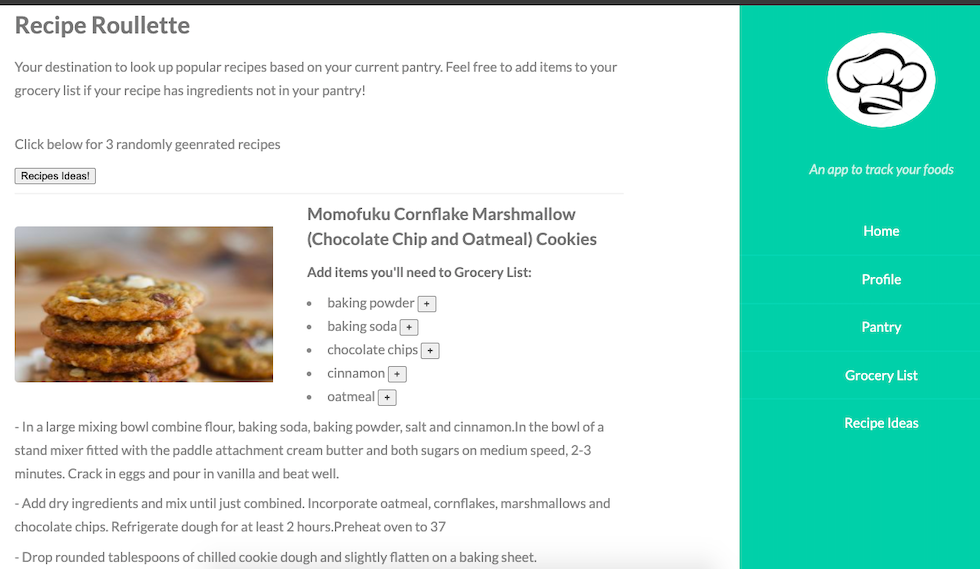 Recipe Roullette
Your destination to look up popular recipes based on your current pantry. Feel free to add items to your
grocery list if your recipe has ingredients not in your pantry!
Click below for 3 randomly geenrated recipes
Recipes Ideas!
Momofuku Cornflake Marshmallow
(Chocolate Chip and Oatmeal) Cookies
Add items you'll need to Grocery List:
• baking powder +
• baking soda +
• chocolate chips +
• cinnamon +
• oatmeal +
- In a large mixing bowl combine flour, baking soda, baking powder, salt and cinnamon.In the bowl of a
stand mixer fitted with the paddle attachment cream butter and both sugars on medium speed, 2-3
minutes. Crack in eggs and pour in vanilla and beat well.
- Add dry ingredients and mix until just combined. Incorporate oatmeal, cornflakes, marshmallows and
chocolate chips. Refrigerate dough for at least 2 hours.Preheat oven to 37
- Drop rounded tablespoons of chilled cookie dough and slightly flatten on a baking sheet.
An app to track your foods
Home
Profile
Pantry
Grocery List
Recipe Ideas